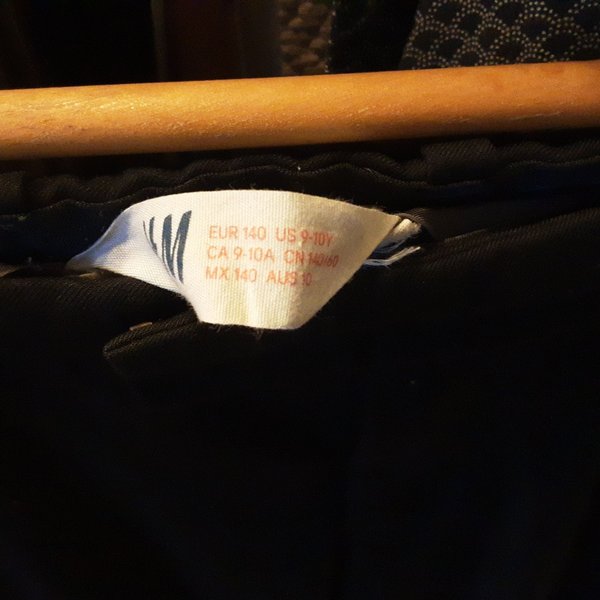 M
EUR 140 US 9-10Y
CA 9-10A CN 140/60
MX 140 AUS 10